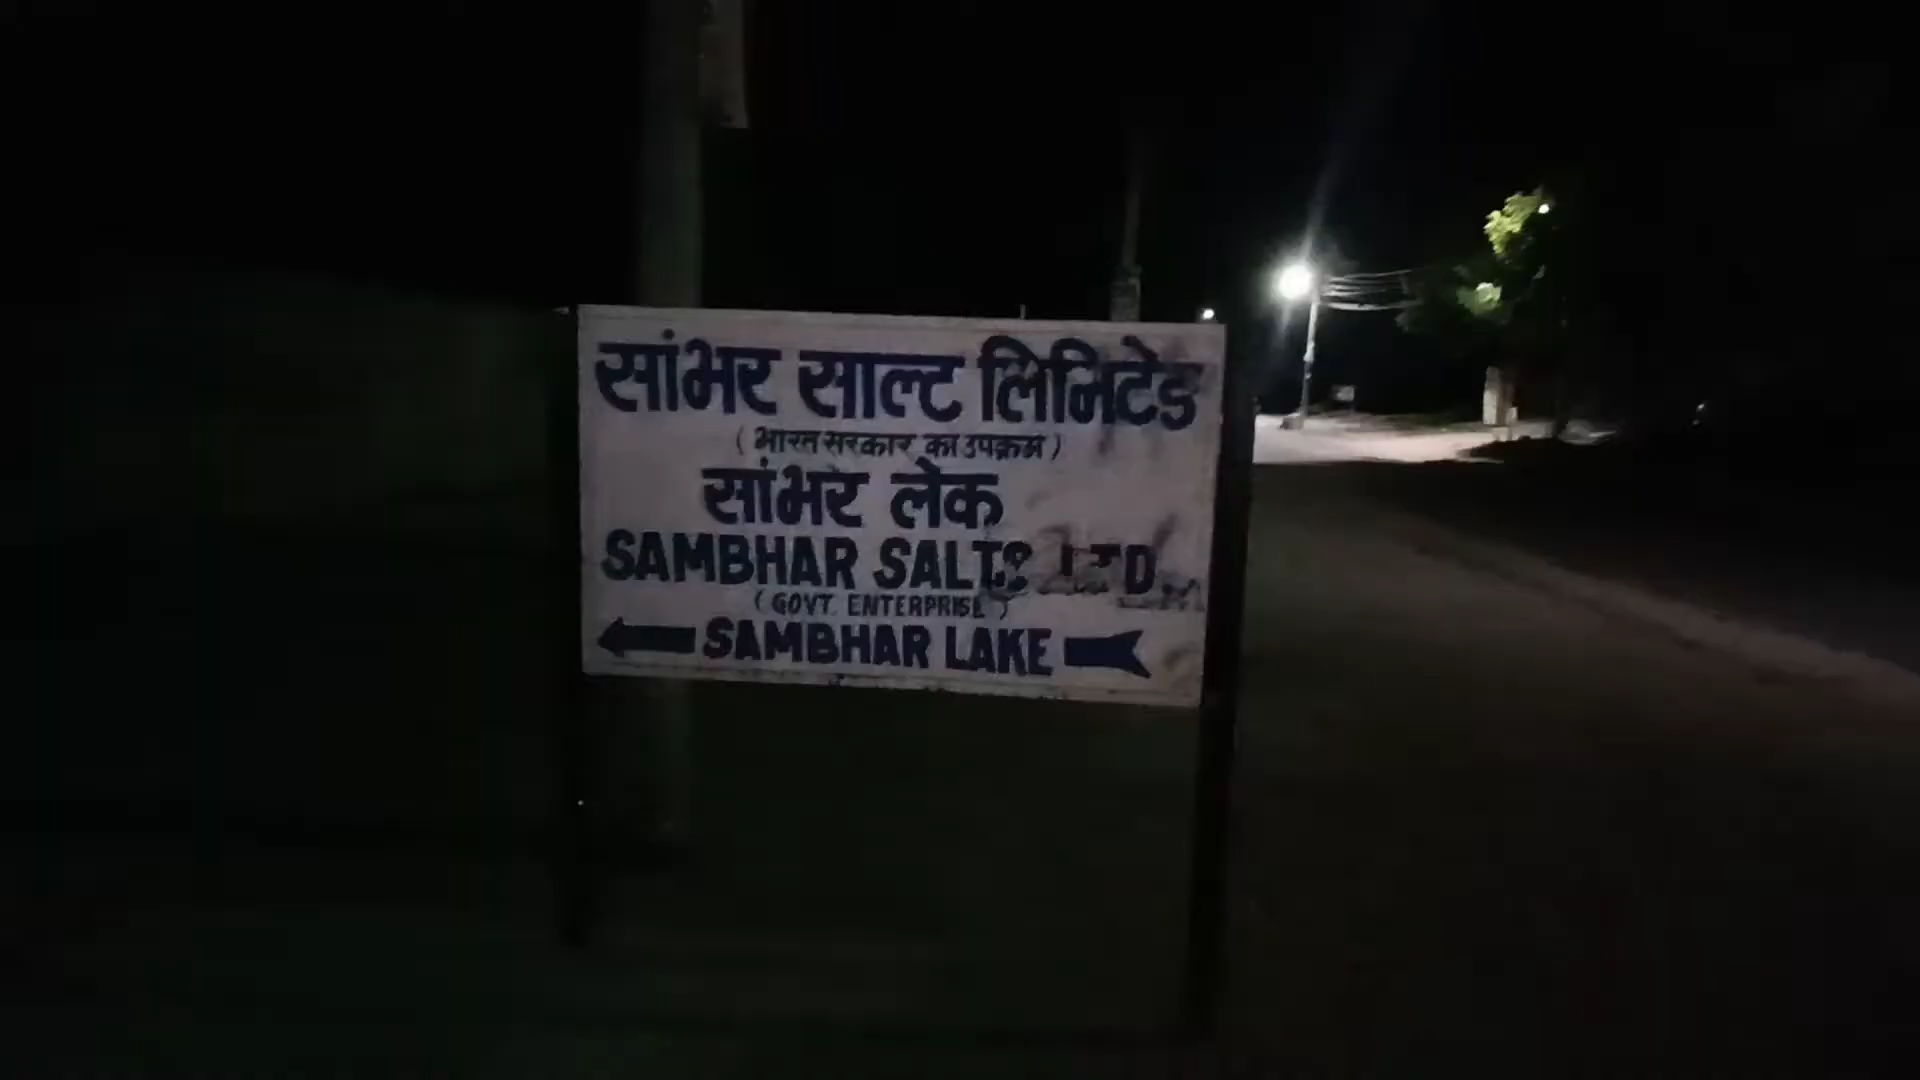 सांभर साल्ट लिमिटेड
(भारत सरकार का उपक्रम)
सांभर लेक
SAMBHAR SALTS LTD
(GOVT. ENTERPRISE)
SAMBHAR LAKE